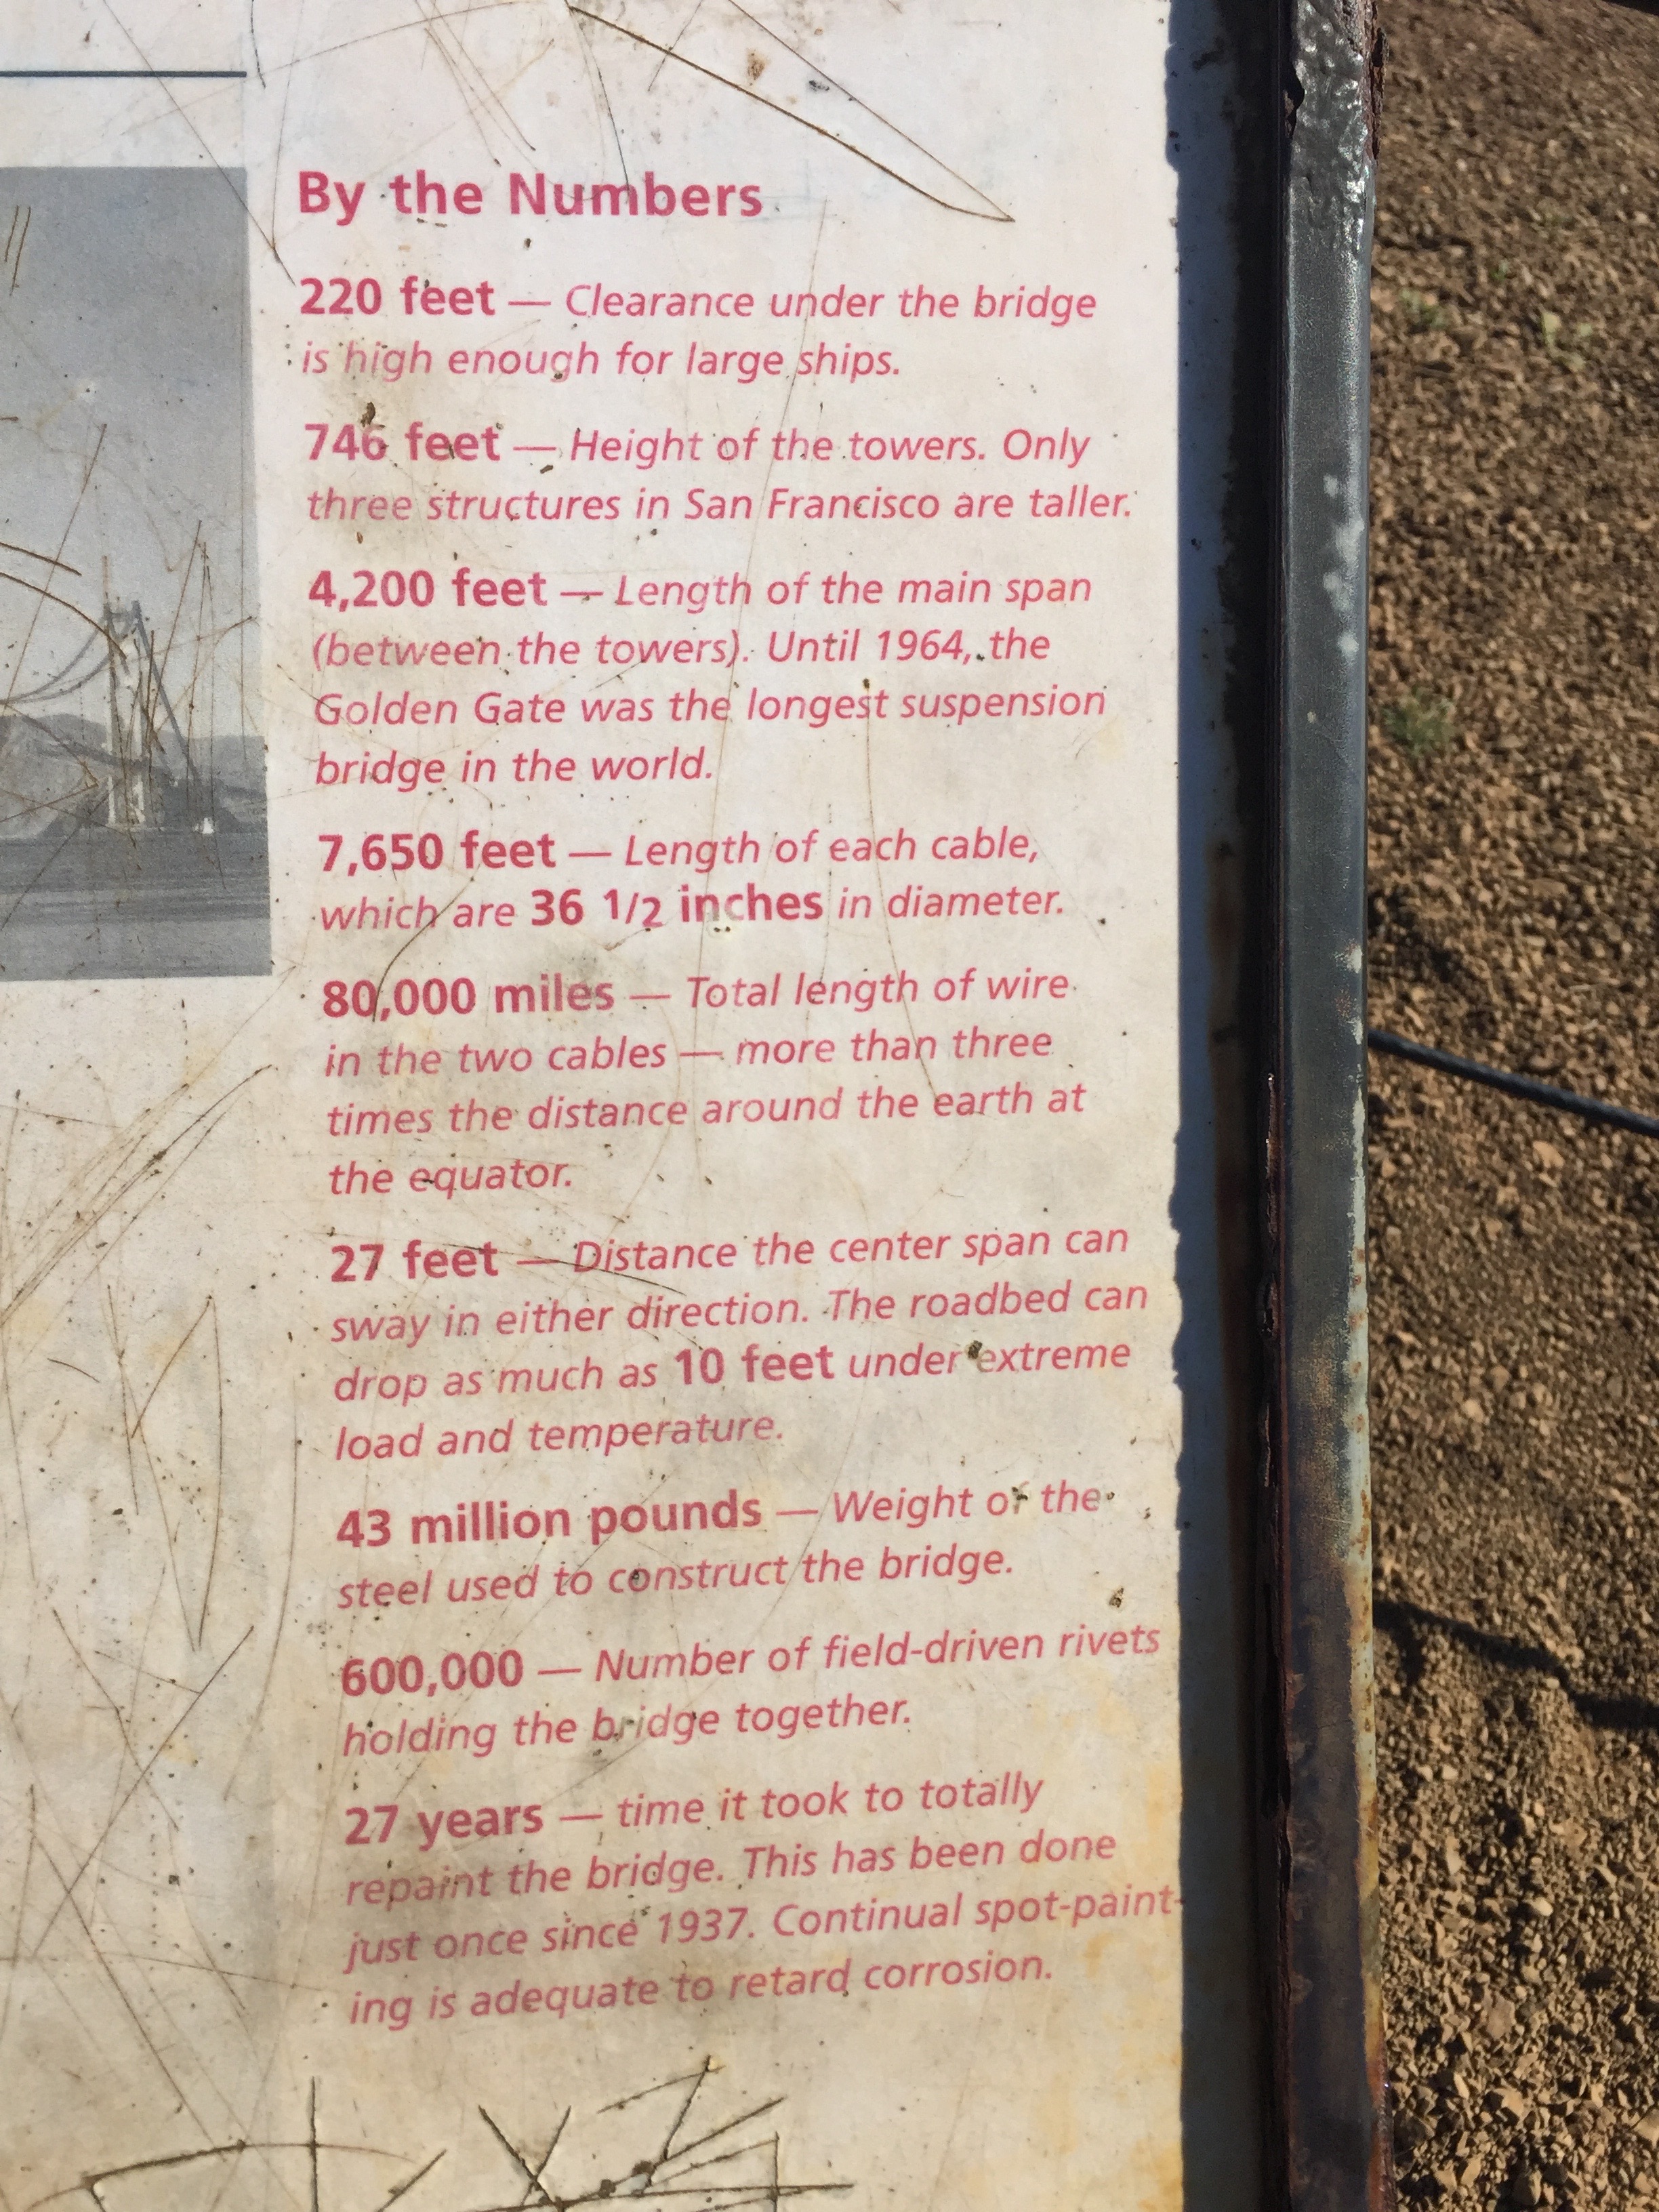 By the Numbers
220 feet — Clearance under the bridge
is high enough for large ships.
746 feet — Height of the towers. Only
three structures in San Francisco are taller.
4,200 feet — Length of the main span
(between the towers). Until 1964, the
Golden Gate was the longest suspension
bridge in the world.
7,650 feet — Length of each cable,
which are 36 1/2 inches in diameter.
80,000 miles — Total length of wire
in the two cables — more than three
times the distance around the earth at
the equator.
27 feet — Distance the center span can
sway in either direction. The roadbed can
drop as much as 10 feet under extreme
load and temperature.
43 million pounds — Weight of the
steel used to construct the bridge.
600,000 — Number of field-driven rivets
holding the bridge together.
27 years — time it took to totally
repaint the bridge. This has been done
just once since 1937. Continual spot-paint-
ing is adequate to retard corrosion.